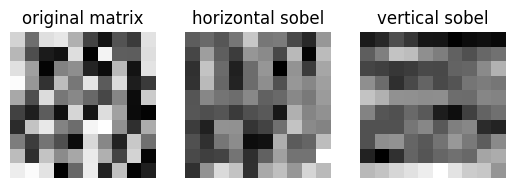 original matrix
horizontal sobel
vertical sobel